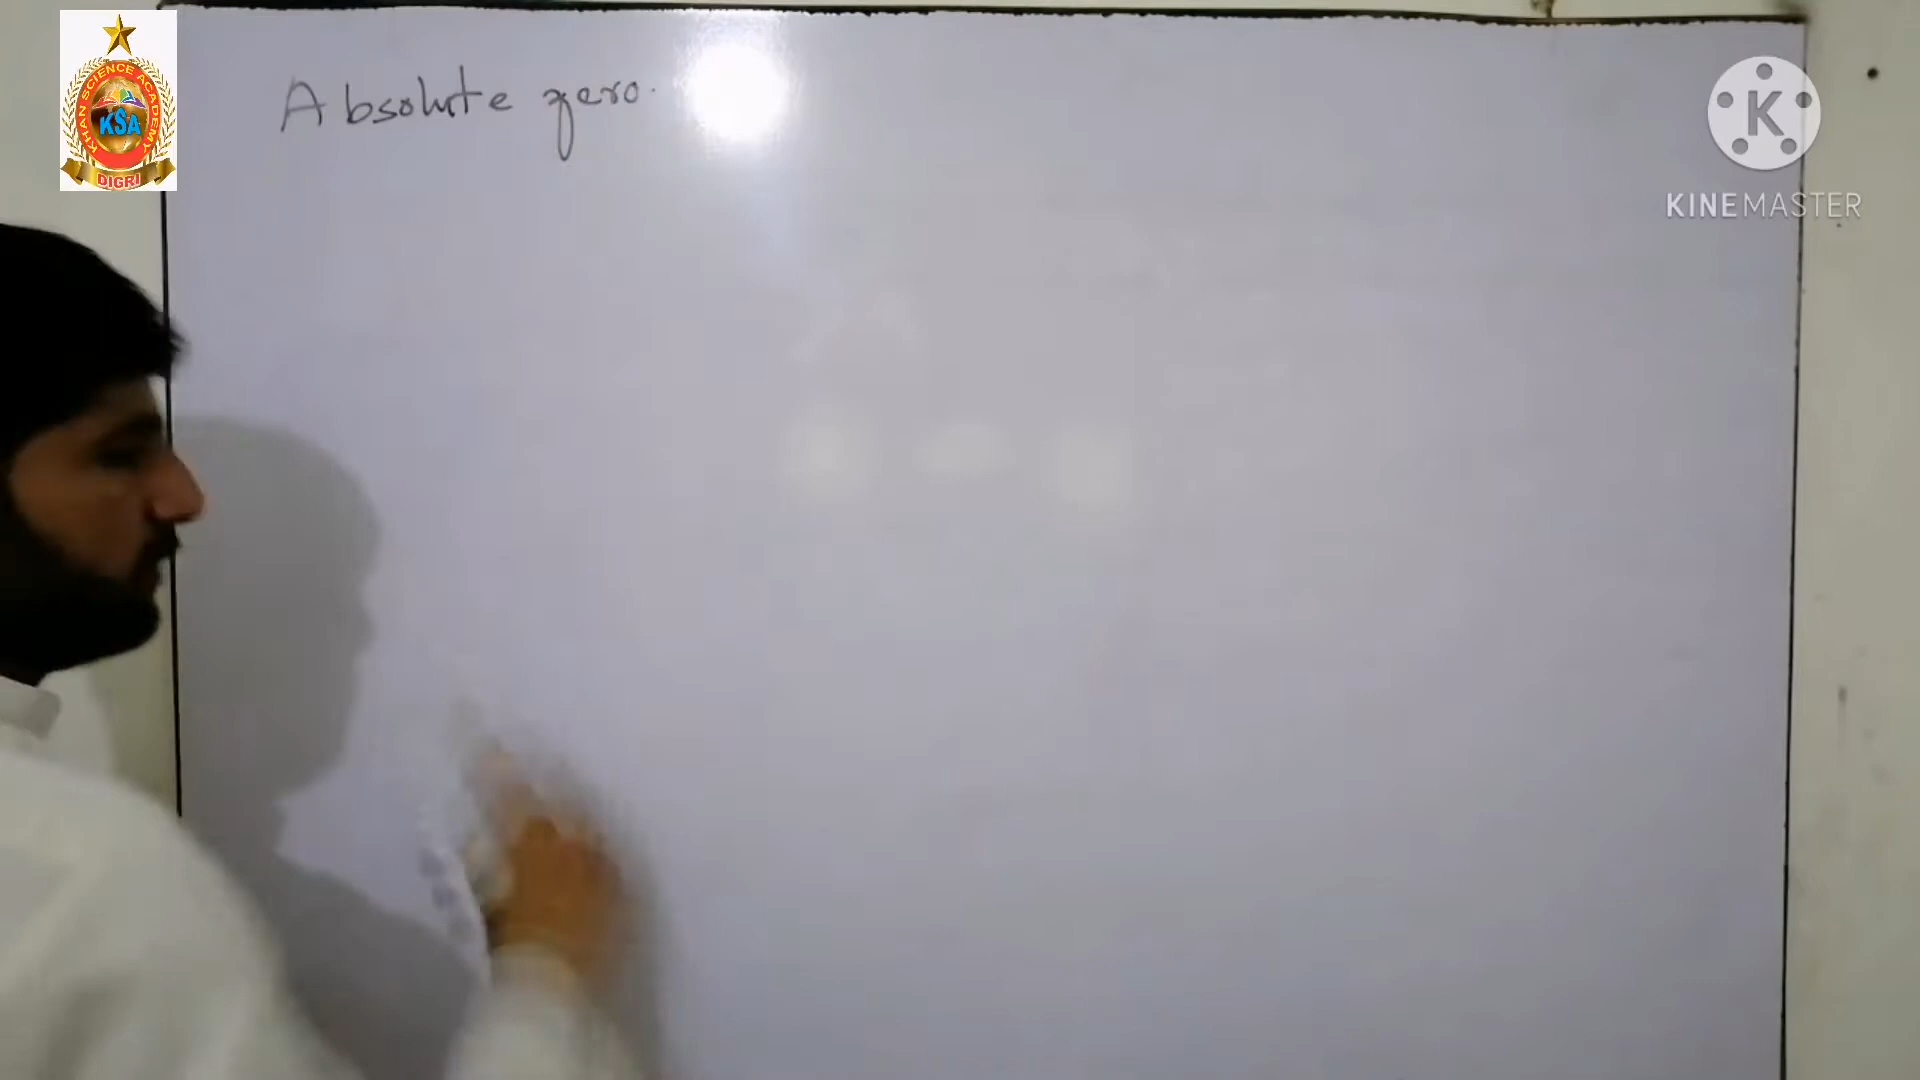 Absolute zero.
KHAN SCIENCE ACADEMY
KSA
DIGRI
K
KINEMASTER